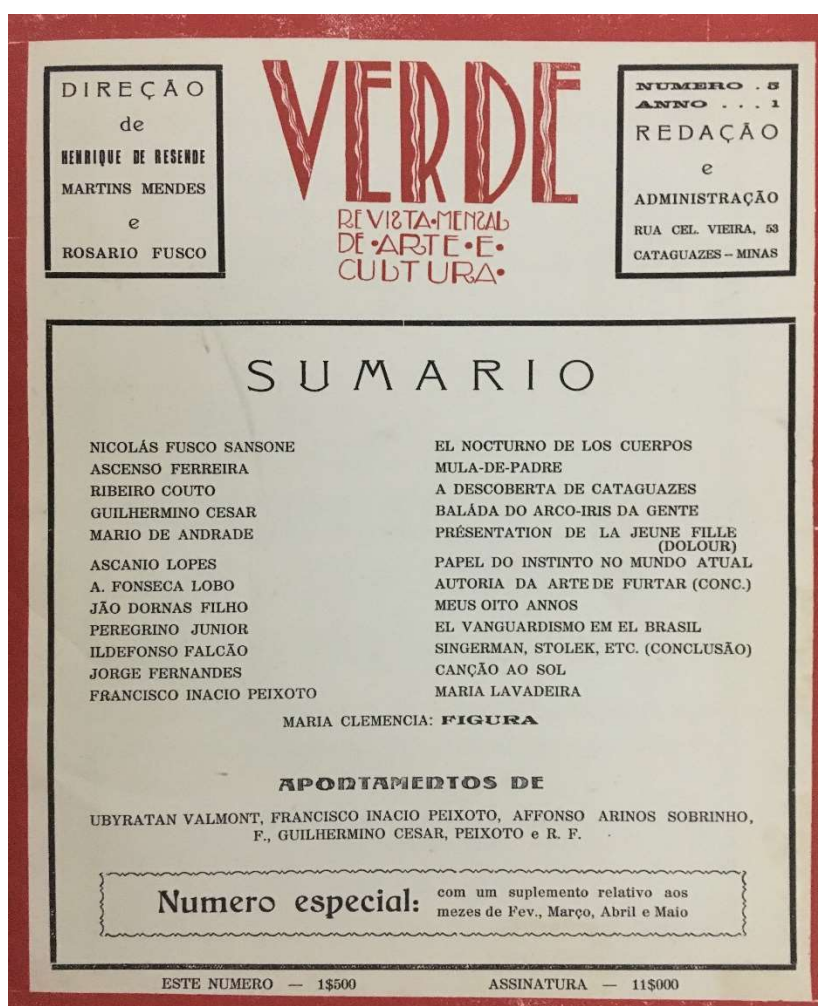 DIREÇÃO
de
HENRIQUE DE RESENDE
MARTINS MENDES
e
ROSARIO FUSCO
VERDE
REVISTA•MENSAL
DE•ARTE•E•
CULTURA•
NUMERO . 5
ANNO . . . 1
REDAÇÃO
e
ADMINISTRAÇÃO
RUA CEL. VIEIRA, 53
CATAGUAZES – MINAS
SUMARIO
NICOLÁS FUSCO SANSONE EL NOCTURNO DE LOS CUERPOS
ASCENSO FERREIRA MULA-DE-PADRE
RIBEIRO COUTO A DESCOBERTA DE CATAGUAZES
GUILHERMINO CESAR BALÁDA DO ARCO-IRIS DA GENTE
MARIO DE ANDRADE PRÉSENTATION DE LA JEUNE FILLE
(DOLOUR)
ASCANIO LOPES PAPEL DO INSTINTO NO MUNDO ATUAL
A. FONSECA LOBO AUTORIA DA ARTE DE FURTAR (CONC.)
JÃO DORNAS FILHO MEUS OITO ANNOS
PEREGRINO JUNIOR EL VANGUARDISMO EM EL BRASIL
ILDEFONSO FALCÃO SINGERMAN, STOLEK, ETC. (CONCLUSÃO)
JORGE FERNANDES CANÇÃO AO SOL
FRANCISCO INACIO PEIXOTO MARIA LAVADEIRA
MARIA CLEMENCIA: FIGURA
APONTAMENTOS DE
UBYRATAN VALMONT, FRANCISCO INACIO PEIXOTO, AFFONSO ARINOS SOBRINHO,
F., GUILHERMINO CESAR, PEIXOTO e R. F.
Numero especial: com um suplemento relativo aos
mezes de Fev., Março, Abril e Maio
ESTE NUMERO — 1$500 ASSINATURA — 11$000